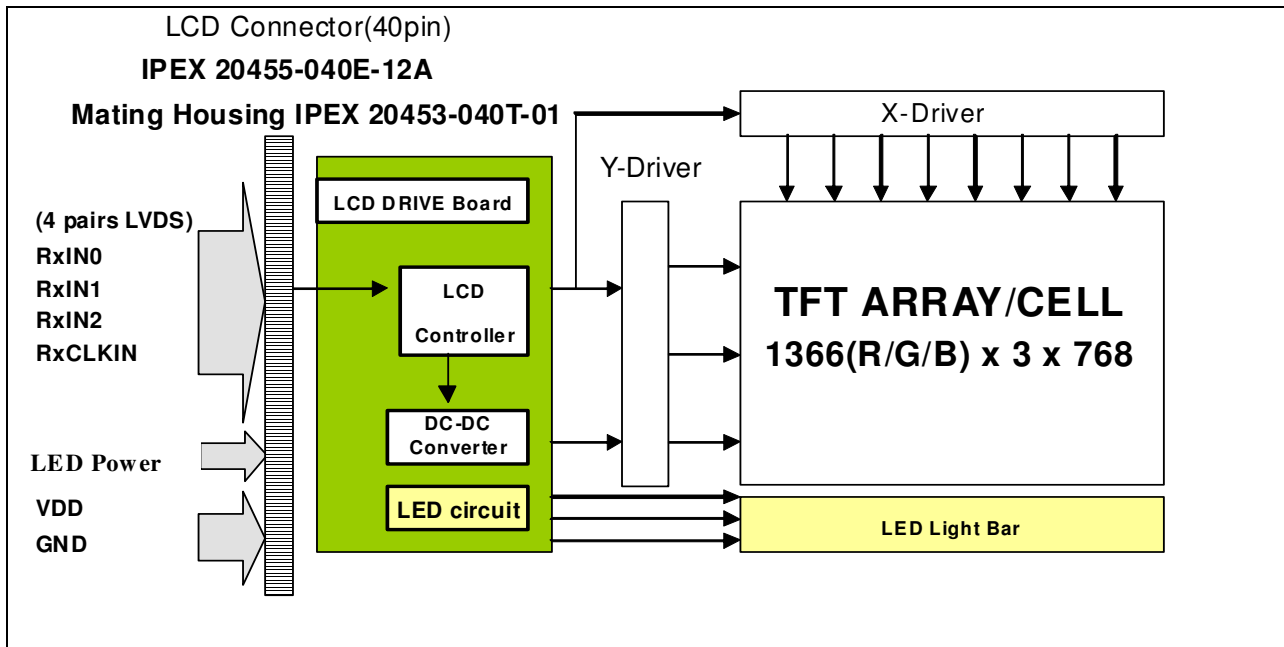 LCD Connector(40pin)
IPEX 20455-040E-12A
Mating Housing IPEX 20453-040T-01
(4 pairs LVDS)
RxIN0
RxIN1
RxIN2
RxCLKIN
LED Power
VDD
GND
LCD DRIVE Board
LCD
Controller
DC-DC
Converter
LED circuit
Y-Driver
X-Driver
TFT ARRAY/CELL
1366(R/G/B) x 3 x 768
LED Light Bar